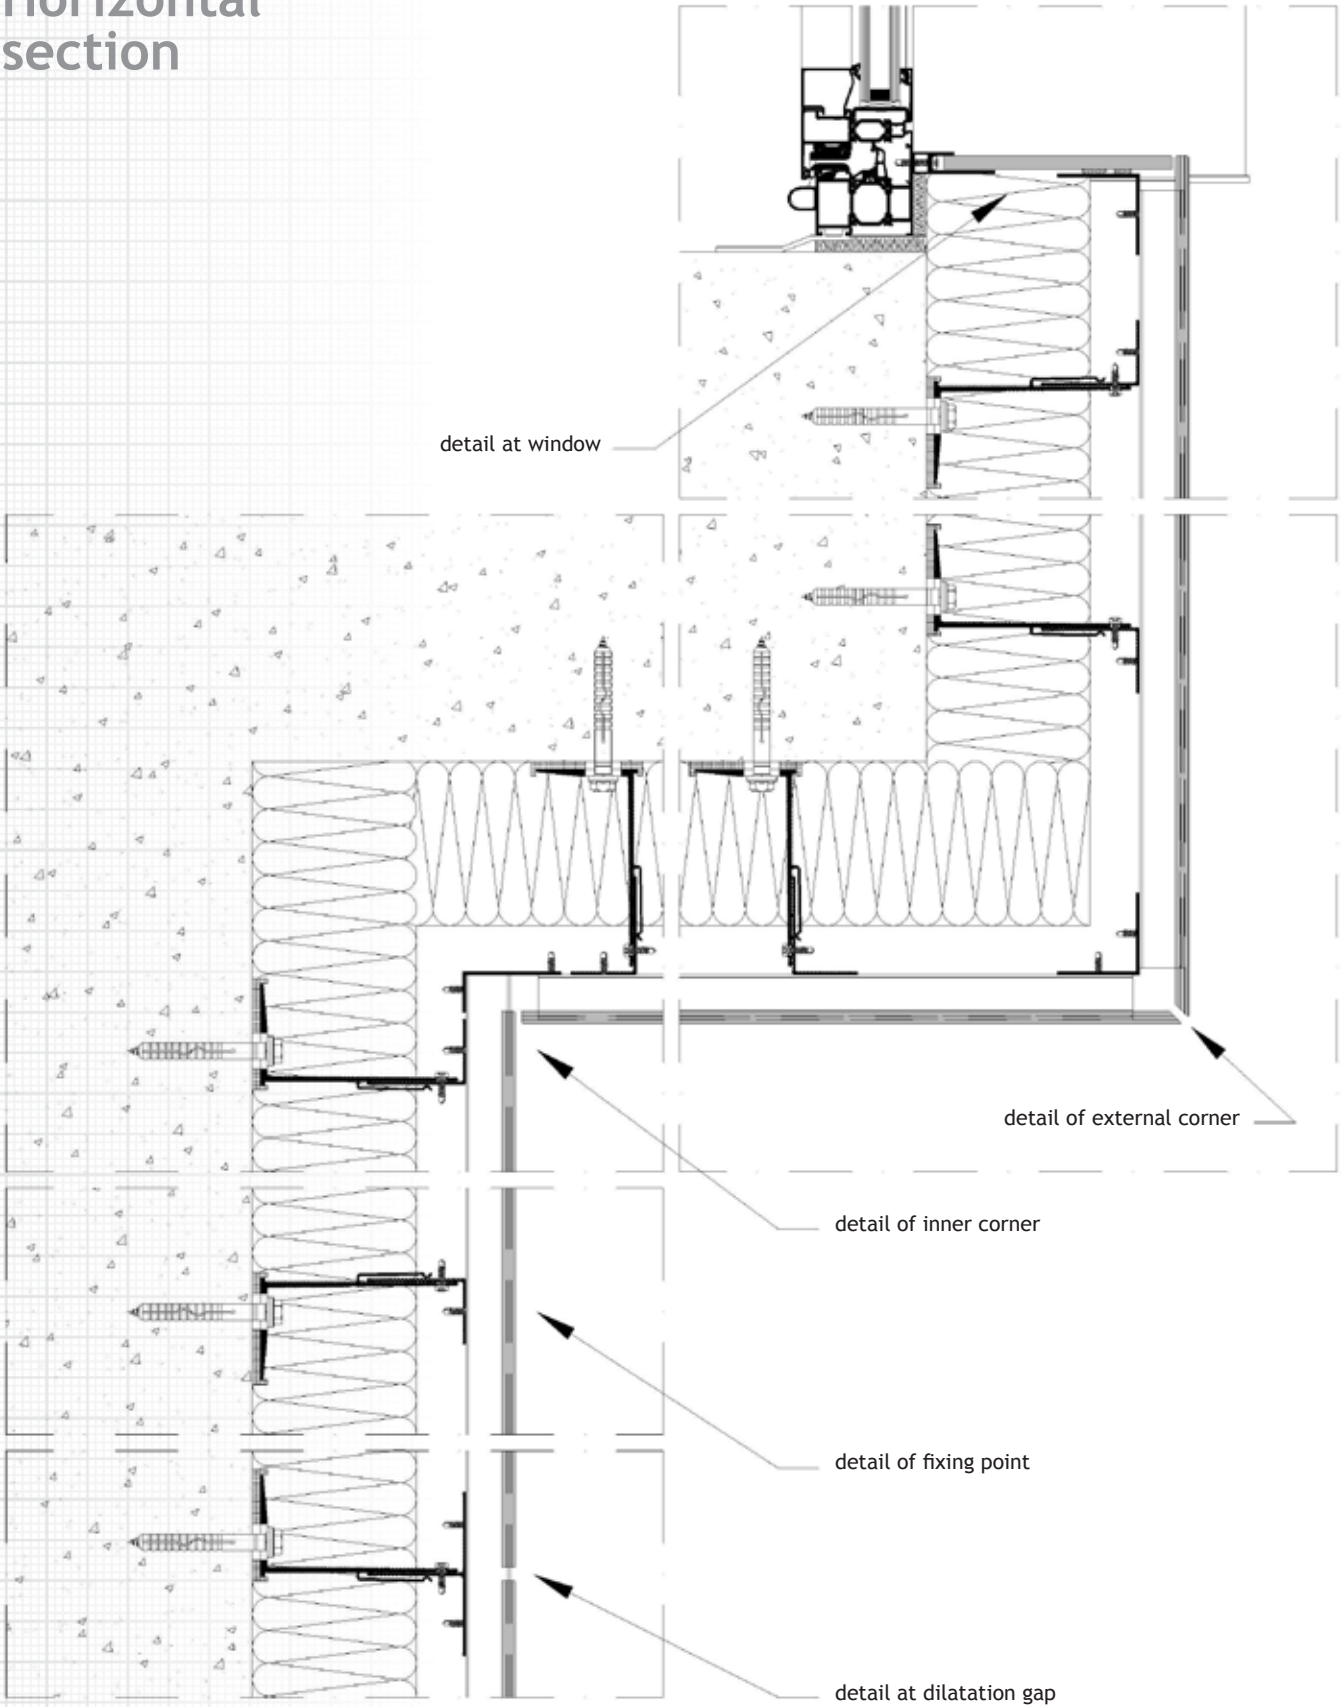 Horizontal
section
detail at window
detail of external corner
detail of inner corner
detail of fixing point
detail at dilatation gap